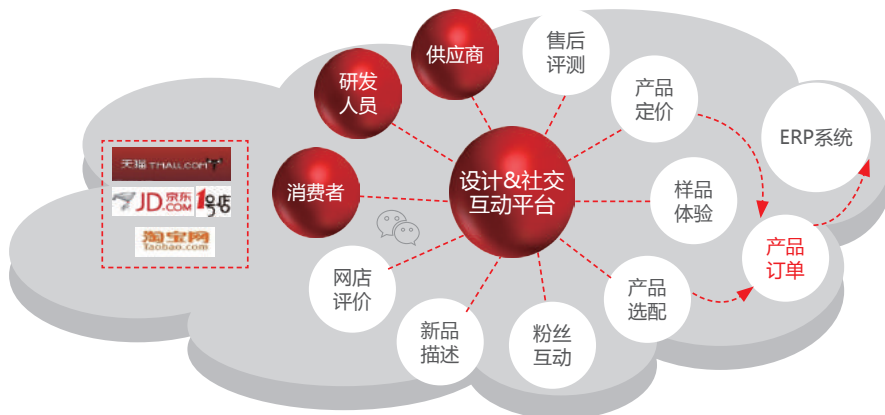 供应商
售后
评测
研发
人员
产品
定价
ERP系统
天猫 TMALL.COM
消费者
设计&社交
互动平台
样品
体验
JD京东
.COM
1号店
淘宝网
Taobao.com
产品
订单
网店
评价
产品
选配
新品
描述
粉丝
互动